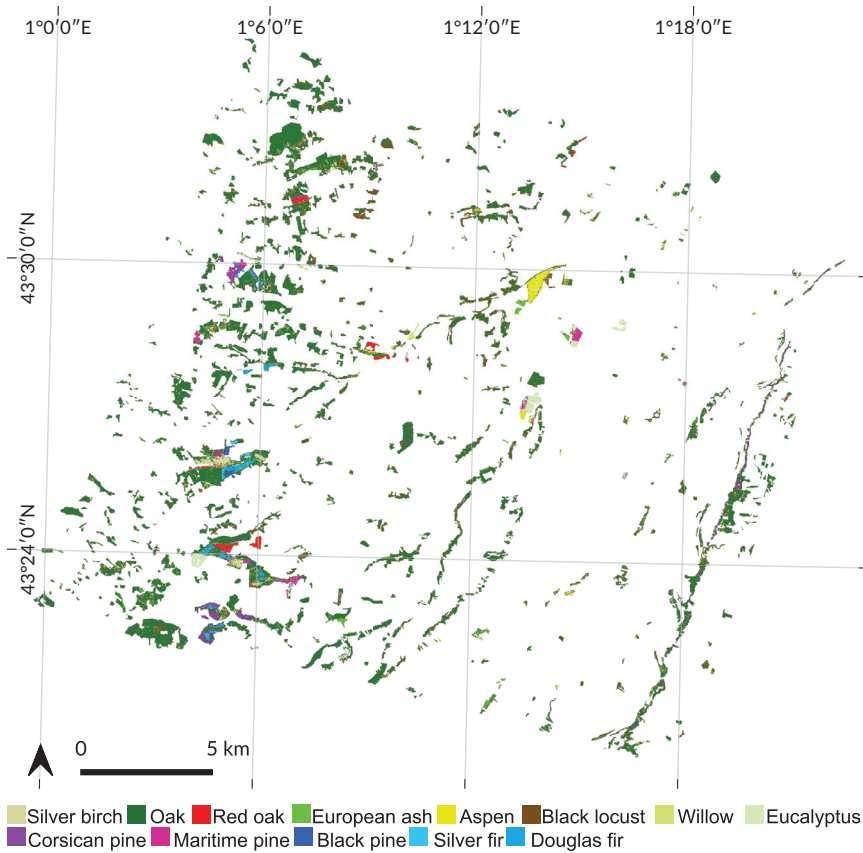 1°0′0″E 1°6′0″E 1°12′0″E 1°18′0″E
43°30′0″N
43°24′0″N
0 5 km
Silver birch Oak Red oak European ash Aspen Black locust Willow Eucalyptus
Corsican pine Maritime pine Black pine Silver fir Douglas fir